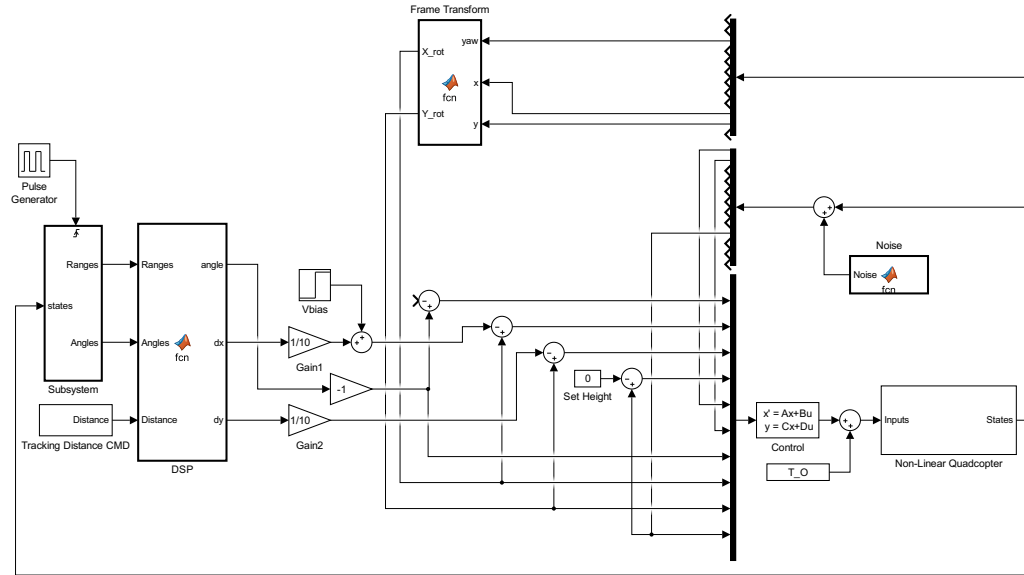 Frame Transform
yaw
X_rot
x
fcn
Y_rot
y
Pulse
Generator
Ranges
states
Angles
Subsystem
Distance
Tracking Distance CMD
Ranges
angle
Angles
fcn
dx
Distance
dy
DSP
Vbias
1/10
Gain1
-1
1/10
Gain2
0
Set Height
Noise
Noise
fcn
x' = Ax+Bu
y = Cx+Du
Control
T_O
Inputs
States
Non-Linear Quadcopter